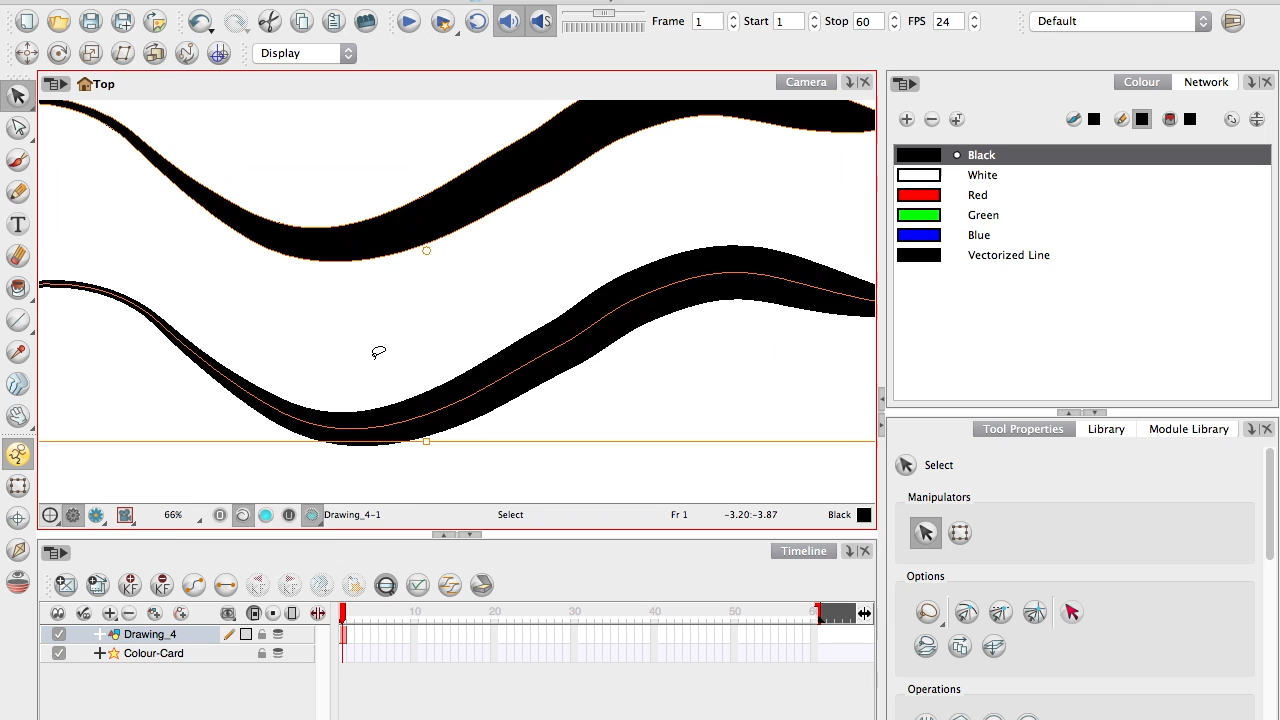 Frame 1 Start 1 Stop 60 FPS 24 Default
Display
Top Camera Colour Network
Black
White
Red
Green
Blue
Vectorized Line
Tool Properties Library Module Library
Select
Manipulators
66% Drawing_4-1 Select Fr 1 -3.20:-3.87 Black
Timeline
Options
KF KF
10 20 30 40 50
Drawing_4
Colour-Card
Operations